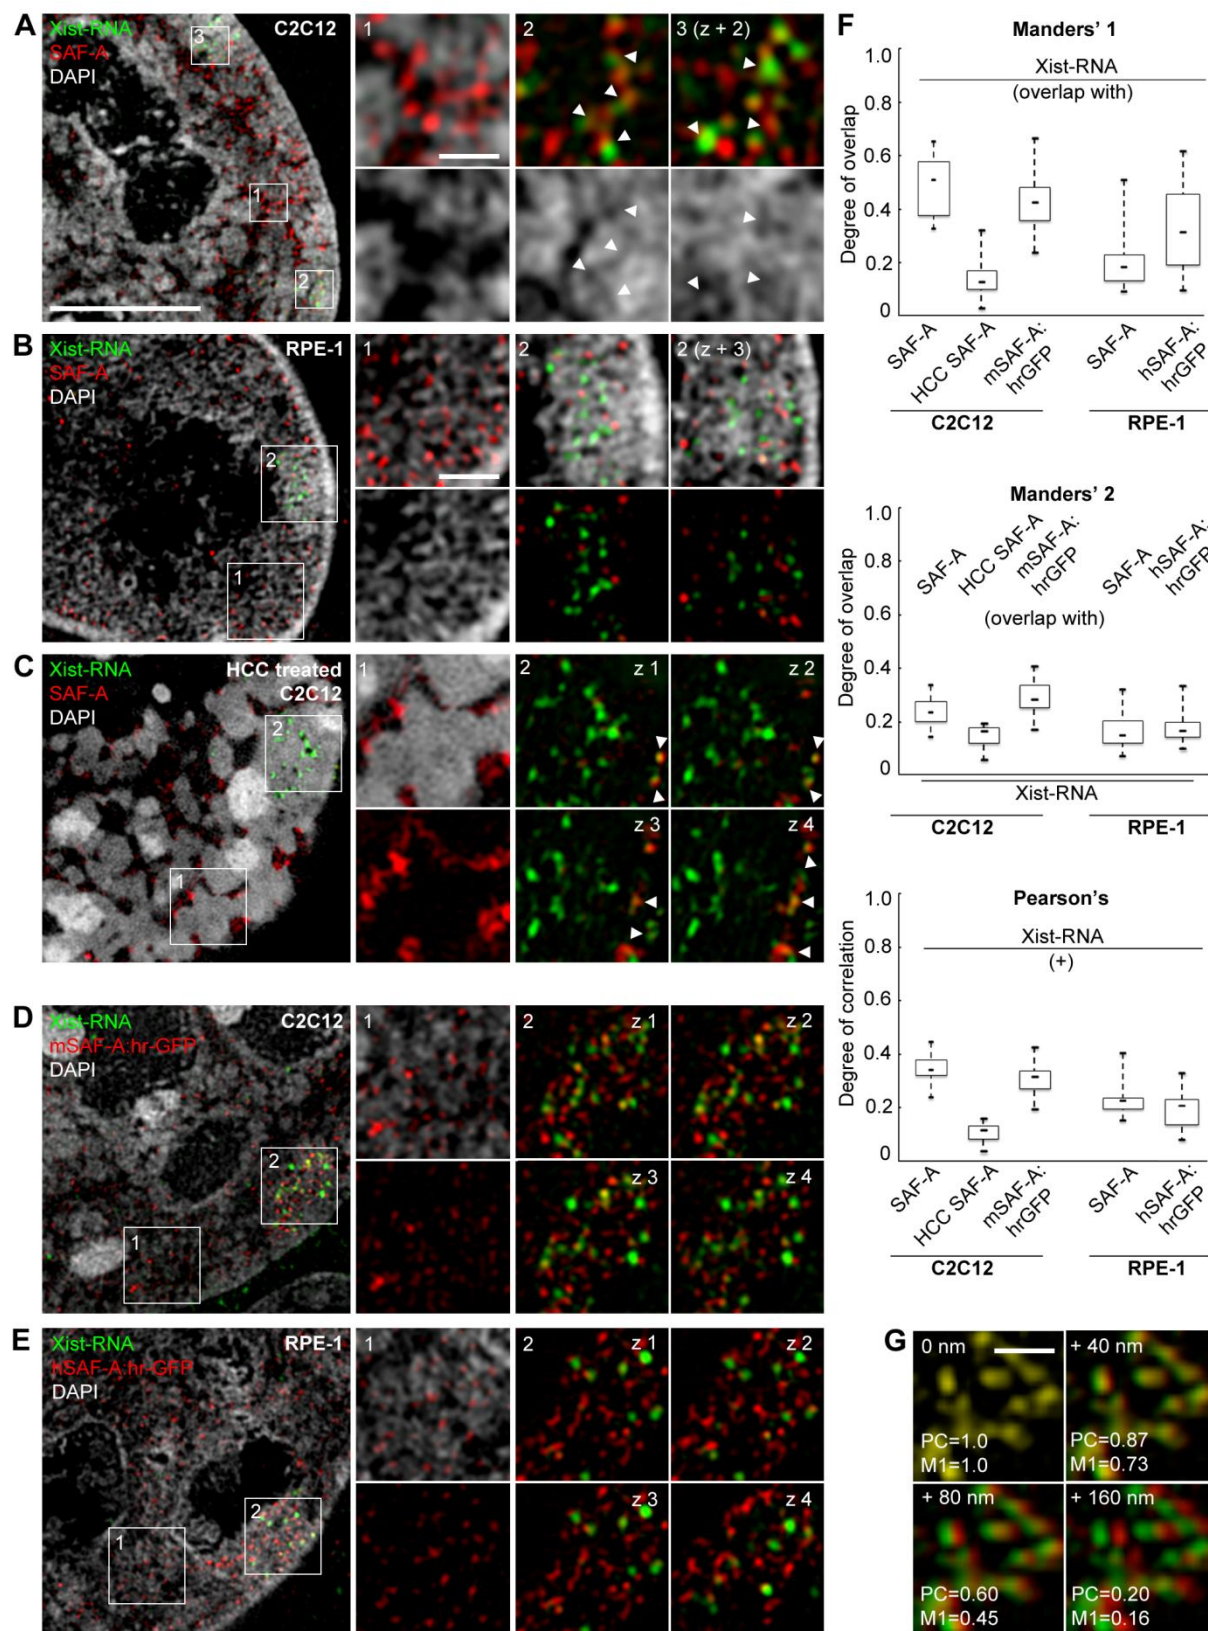 A
Xist-RNA
SAF-A
DAPI
C2C12
3
1
2
1
2
3 (z + 2)
B
Xist-RNA
SAF-A
DAPI
RPE-1
2
1
1
2
2 (z + 3)
C
Xist-RNA
SAF-A
DAPI
HCC treated
C2C12
2
1
1
2
z 1
z 2
z 3
z 4
D
Xist-RNA
mSAF-A:hr-GFP
DAPI
C2C12
2
1
1
2
z 1
z 2
z 3
z 4
E
Xist-RNA
hSAF-A:hr-GFP
DAPI
RPE-1
1
2
1
2
z 1
z 2
z 3
z 4
F
Manders' 1
Xist-RNA
(overlap with)
Degree of overlap
1.0
0.8
0.6
0.4
0.2
0
SAF-A
HCC SAF-A
mSAF-A:
hrGFP
SAF-A
hSAF-A:
hrGFP
C2C12
RPE-1
Manders' 2
Degree of overlap
1.0
0.8
0.6
0.4
0.2
0
SAF-A
HCC SAF-A
mSAF-A:
hrGFP
SAF-A
hSAF-A:
hrGFP
(overlap with)
Xist-RNA
C2C12
RPE-1
Pearson's
Xist-RNA
(+)
Degree of correlation
1.0
0.8
0.6
0.4
0.2
0
SAF-A
HCC SAF-A
mSAF-A:
hrGFP
SAF-A
hSAF-A:
hrGFP
C2C12
RPE-1
G
0 nm
PC=1.0
M1=1.0
+ 40 nm
PC=0.87
M1=0.73
+ 80 nm
PC=0.60
M1=0.45
+ 160 nm
PC=0.20
M1=0.16